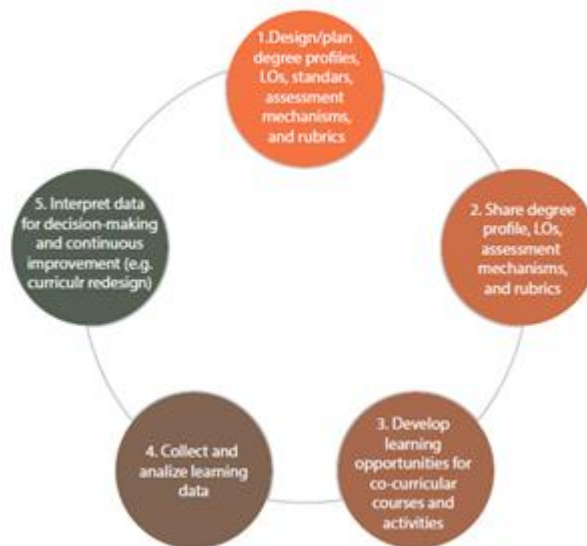 1.Design/plan
degree profiles,
LOs, standars,
assessment
mechanisms,
and rubrics
2. Share degree
profile, LOs,
assessment
mechanisms,
and rubrics
3. Develop
learning
opportunities for
co-curricular
courses and
activities
4. Collect and
analize learning
data
5. Interpret data
for decision-making
and continuous
improvement (e.g.
curriculr redesign)